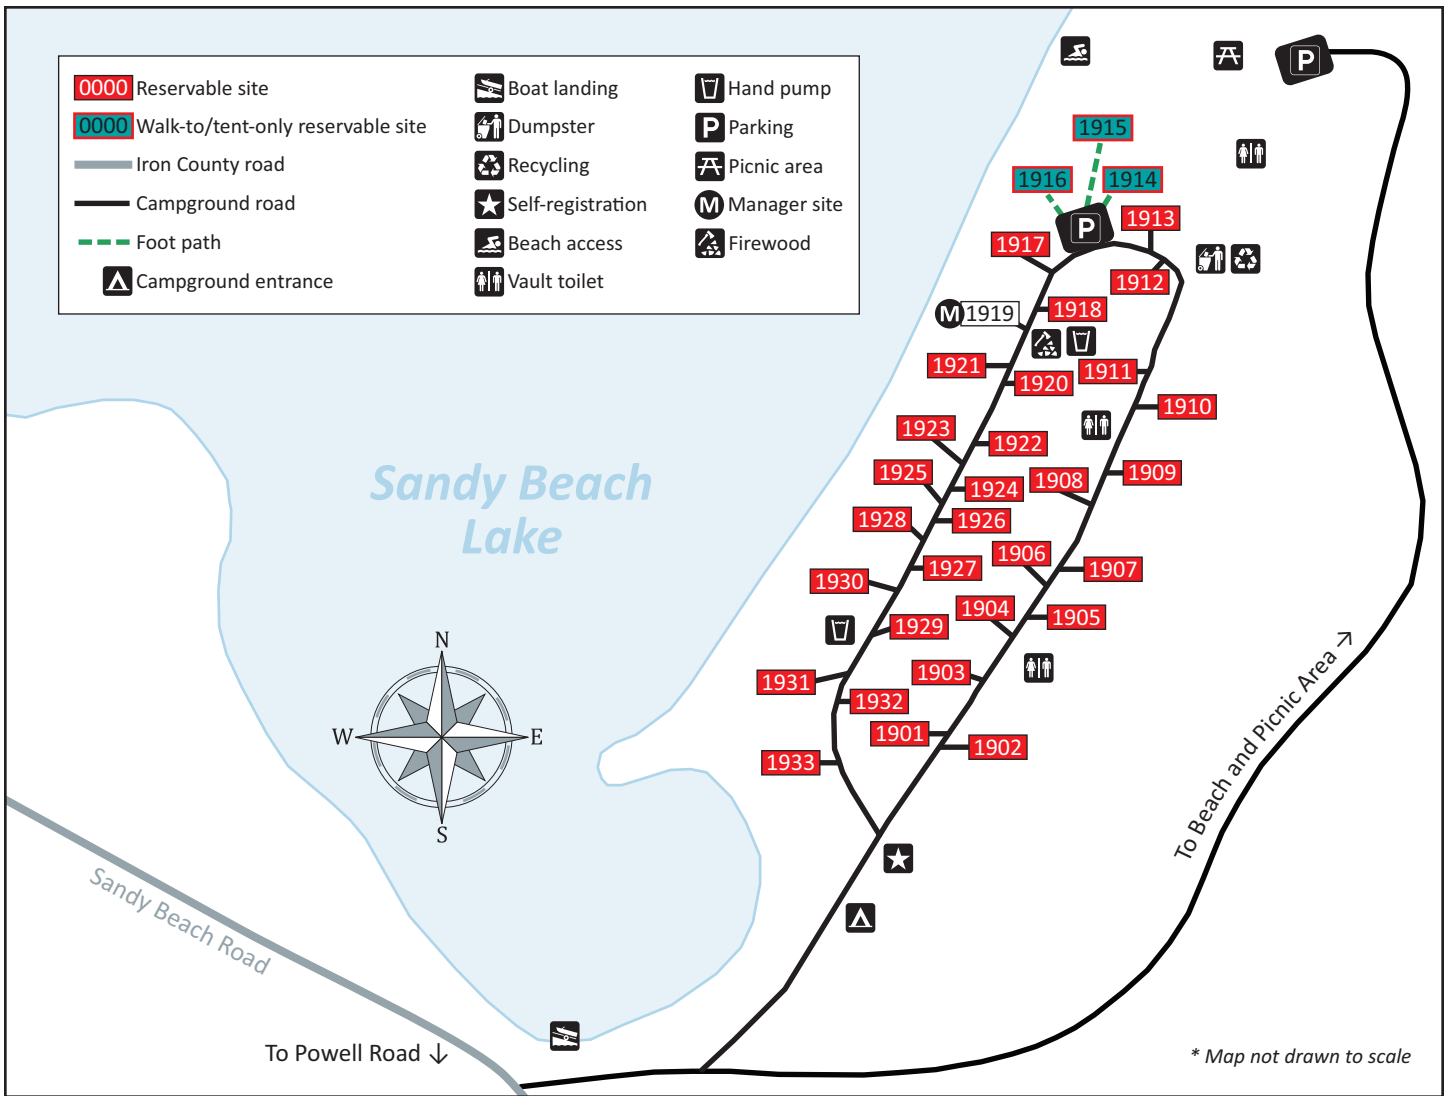 0000 Reservable site
0000 Walk-to/tent-only reservable site
Iron County road
Campground road
Foot path
Campground entrance
Boat landing
Dumpster
Recycling
Self-registration
Beach access
Vault toilet
Hand pump
P Parking
Picnic area
M Manager site
Firewood
P
1915
1916
1914
P
1913
1917
1912
M 1919
1918
1921
1920
1911
1910
1923
1922
1925
1924
1908
1909
1928
1926
1906
1907
1927
1930
1904
1905
1929
1903
1931
1932
1901
1902
1933
Sandy Beach
Lake
N
W
E
S
To Beach and Picnic Area →
Sandy Beach Road
To Powell Road ↓
* Map not drawn to scale